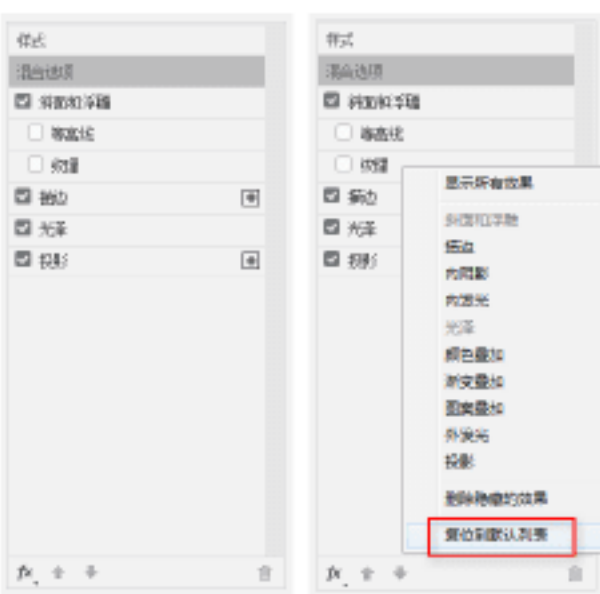 样式
混合选项
斜面和浮雕
等高线
纹理
描边
光泽
投影
fx
样式
混合选项
斜面和浮雕
等高线
纹理
描边
光泽
投影
fx
显示所有效果
斜面和浮雕
描边
内阴影
内发光
光泽
颜色叠加
渐变叠加
图案叠加
外发光
投影
删除隐藏的效果
复位到默认列表